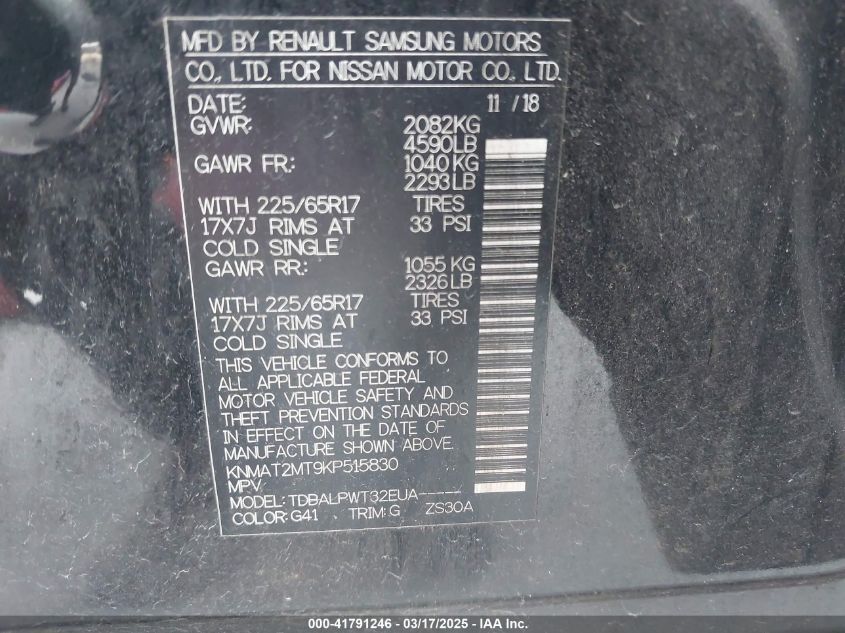 MFD BY RENAULT SAMSUNG MOTORS
CO., LTD. FOR NISSAN MOTOR CO., LTD.
DATE: 11 / 18
GVWR: 2082KG
4590LB
GAWR FR.: 1040 KG
2293 LB
WITH 225/65R17 TIRES
17X7J RIMS AT 33 PSI
COLD SINGLE
GAWR RR.: 1055 KG
2326 LB
WITH 225/65R17 TIRES
17X7J RIMS AT 33 PSI
COLD SINGLE
THIS VEHICLE CONFORMS TO
ALL APPLICABLE FEDERAL
MOTOR VEHICLE SAFETY AND
THEFT PREVENTION STANDARDS
IN EFFECT ON THE DATE OF
MANUFACTURE SHOWN ABOVE.
KNMAT2MT9KP515830
MPV
MODEL: TDBALPWT32EUA-----
COLOR: G41 TRIM: G ZS30A
000-41791246 - 03/17/2025 - IAA Inc.